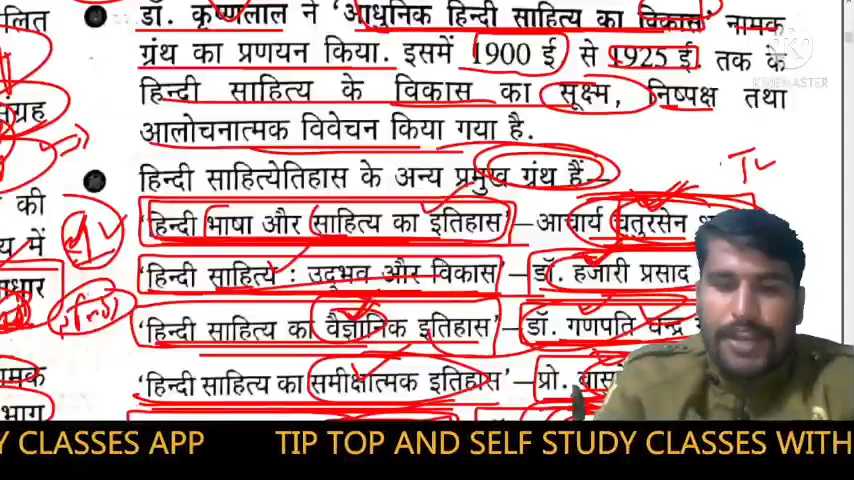 लित
● डॉ. कृष्णलाल ने 'आधुनिक हिन्दी साहित्य का विकास' नामक
ग्रंथ का प्रणयन किया. इसमें 1900 ई से 1925 ई. तक के
KINEMASTER
संग्रह
हिन्दी साहित्य के विकास का सूक्ष्म, निष्पक्ष तथा
आलोचनात्मक विवेचन किया गया है.
● हिन्दी साहित्येतिहास के अन्य प्रमुख ग्रंथ हैं–
की
'हिन्दी भाषा और साहित्य का इतिहास' – आचार्य चतुरसेन
य में
'हिन्दी साहित्य : उद्भव और विकास' – डॉ. हजारी प्रसाद
'हिन्दी साहित्य का वैज्ञानिक इतिहास' – डॉ. गणपति चन्द्र
'हिन्दी साहित्य का समीक्षात्मक इतिहास' – प्रो.
भाग
Y CLASSES APP TIP TOP AND SELF STUDY CLASSES WITH